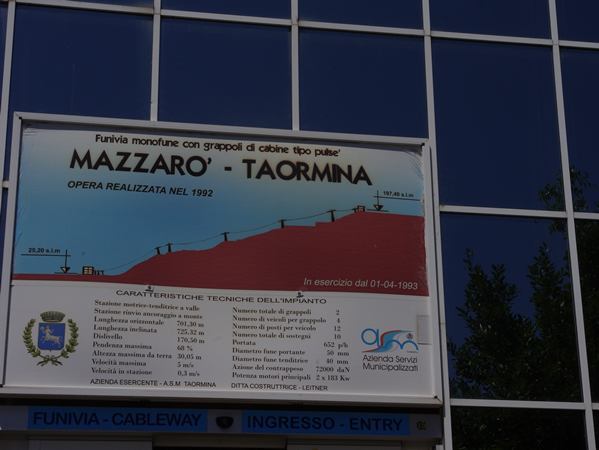 Funivia monofune con grappoli di cabine tipo pulse'
MAZZARO' - TAORMINA
OPERA REALIZZATA NEL 1992
197,40 s.l.m
25,20 s.l.m
In esercizio dal 01-04-1993
CARATTERISTICHE TECNICHE DELL'IMPIANTO
Stazione motrice-tenditrice a valle
Stazione rinvio ancoraggio a monte
Lunghezza orizzontale 701,30 m
Lunghezza inclinata 725,32 m
Dislivello 170,50 m
Pendenza massima 68 %
Altezza massima da terra 30,05 m
Velocità massima 5 m/s
Velocità in stazione 0,3 m/s
Numero totale di grappoli 2
Numero di veicoli per grappolo 4
Numero di posti per veicolo 12
Numero totale di sostegni 10
Portata 652 p/h
Diametro fune portante 50 mm
Diametro fune tenditrice 40 mm
Azione del contrappeso 72000 daN
Potenza motori principali 2 x 183 Kw
asm
Azienda Servizi
Municipalizzati
AZIENDA ESERCENTE - A.S.M TAORMINA DITTA COSTRUTTRICE - LEITNER
FUNIVIA - CABLEWAY INGRESSO - ENTRY